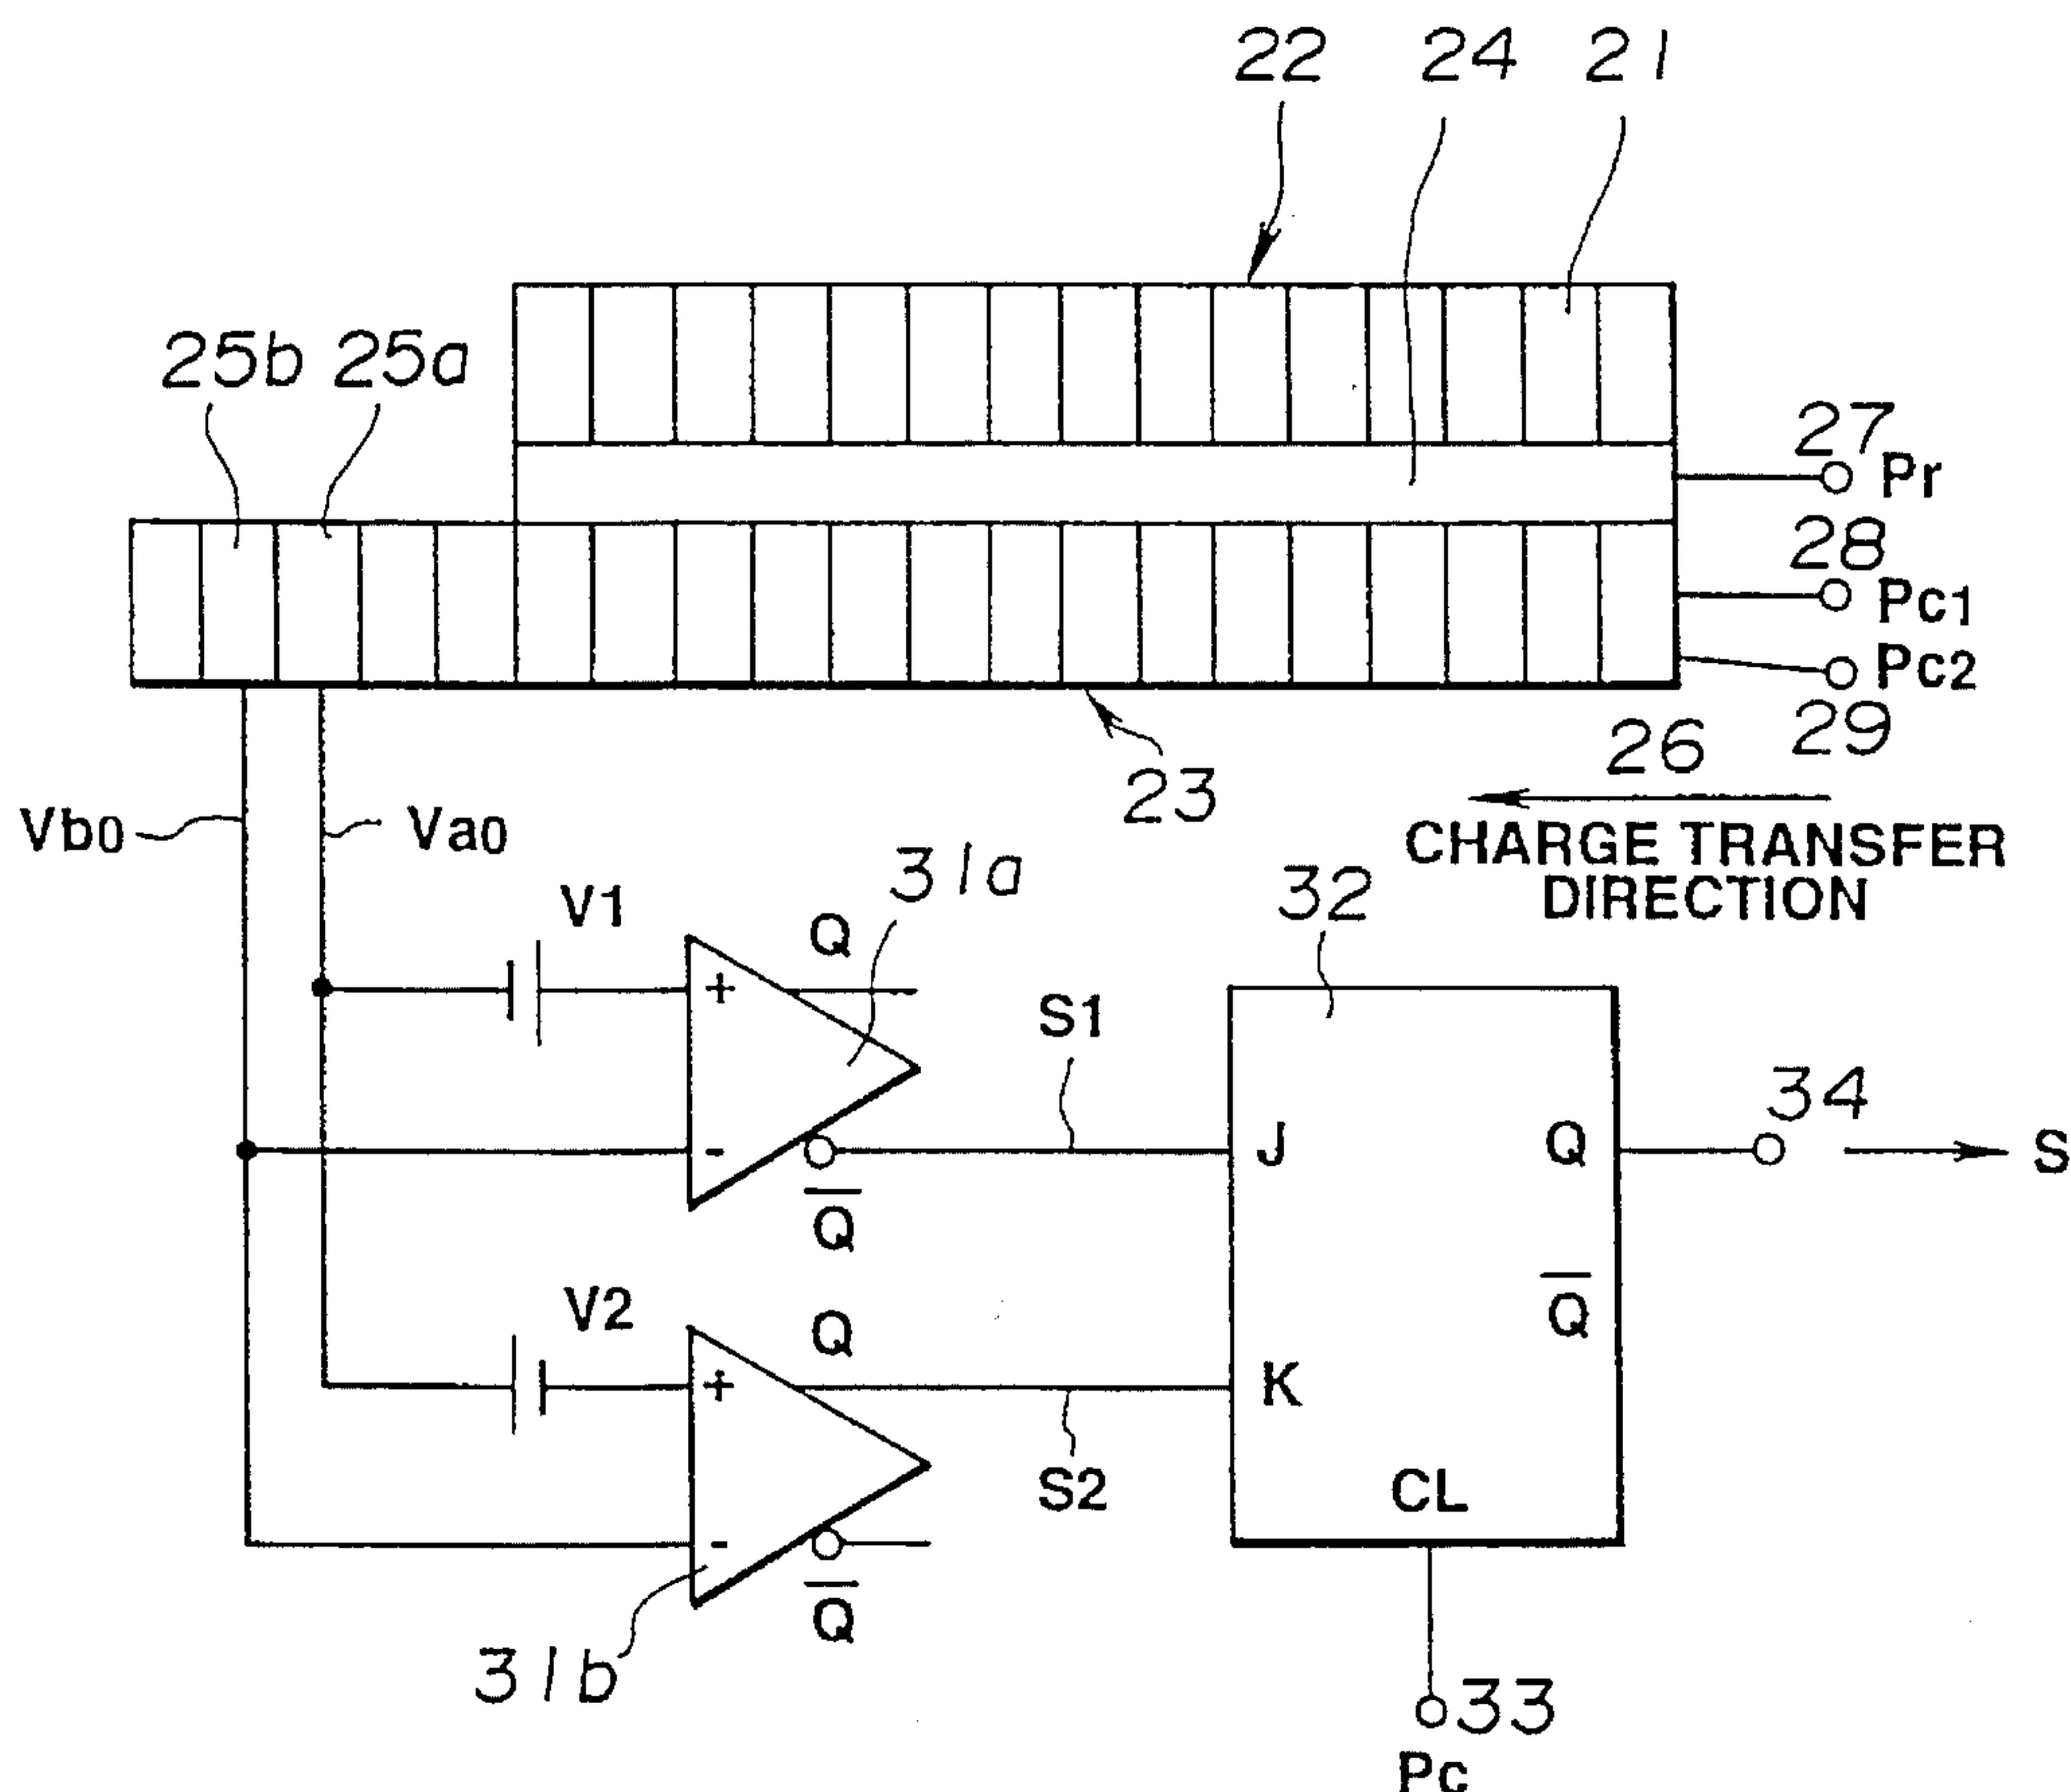 22 24 21
25b 25a
27
Pr
28
Pc1
Pc2
29
26
23
CHARGE TRANSFER
DIRECTION
Vb0 Va0
31a
32
V1 Q
+
S1
34
- J Q S
Q
Q
V2 Q
+ K
S2 CL
-
Q
31b
33
Pc